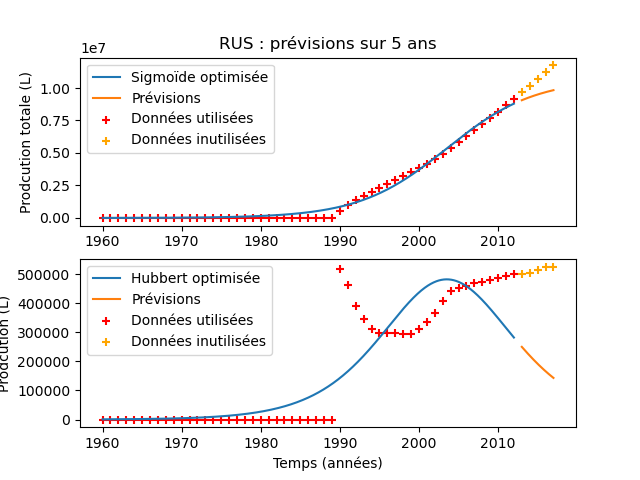 RUS : prévisions sur 5 ans
1e7
Sigmoïde optimisée
Prévisions
Données utilisées
Données inutilisées
Prodcution totale (L)
1.00
0.75
0.50
0.25
0.00
1960 1970 1980 1990 2000 2010
Hubbert optimisée
Prévisions
Données utilisées
Données inutilisées
Prodcution (L)
500000
400000
300000
200000
100000
0
1960 1970 1980 1990 2000 2010
Temps (années)